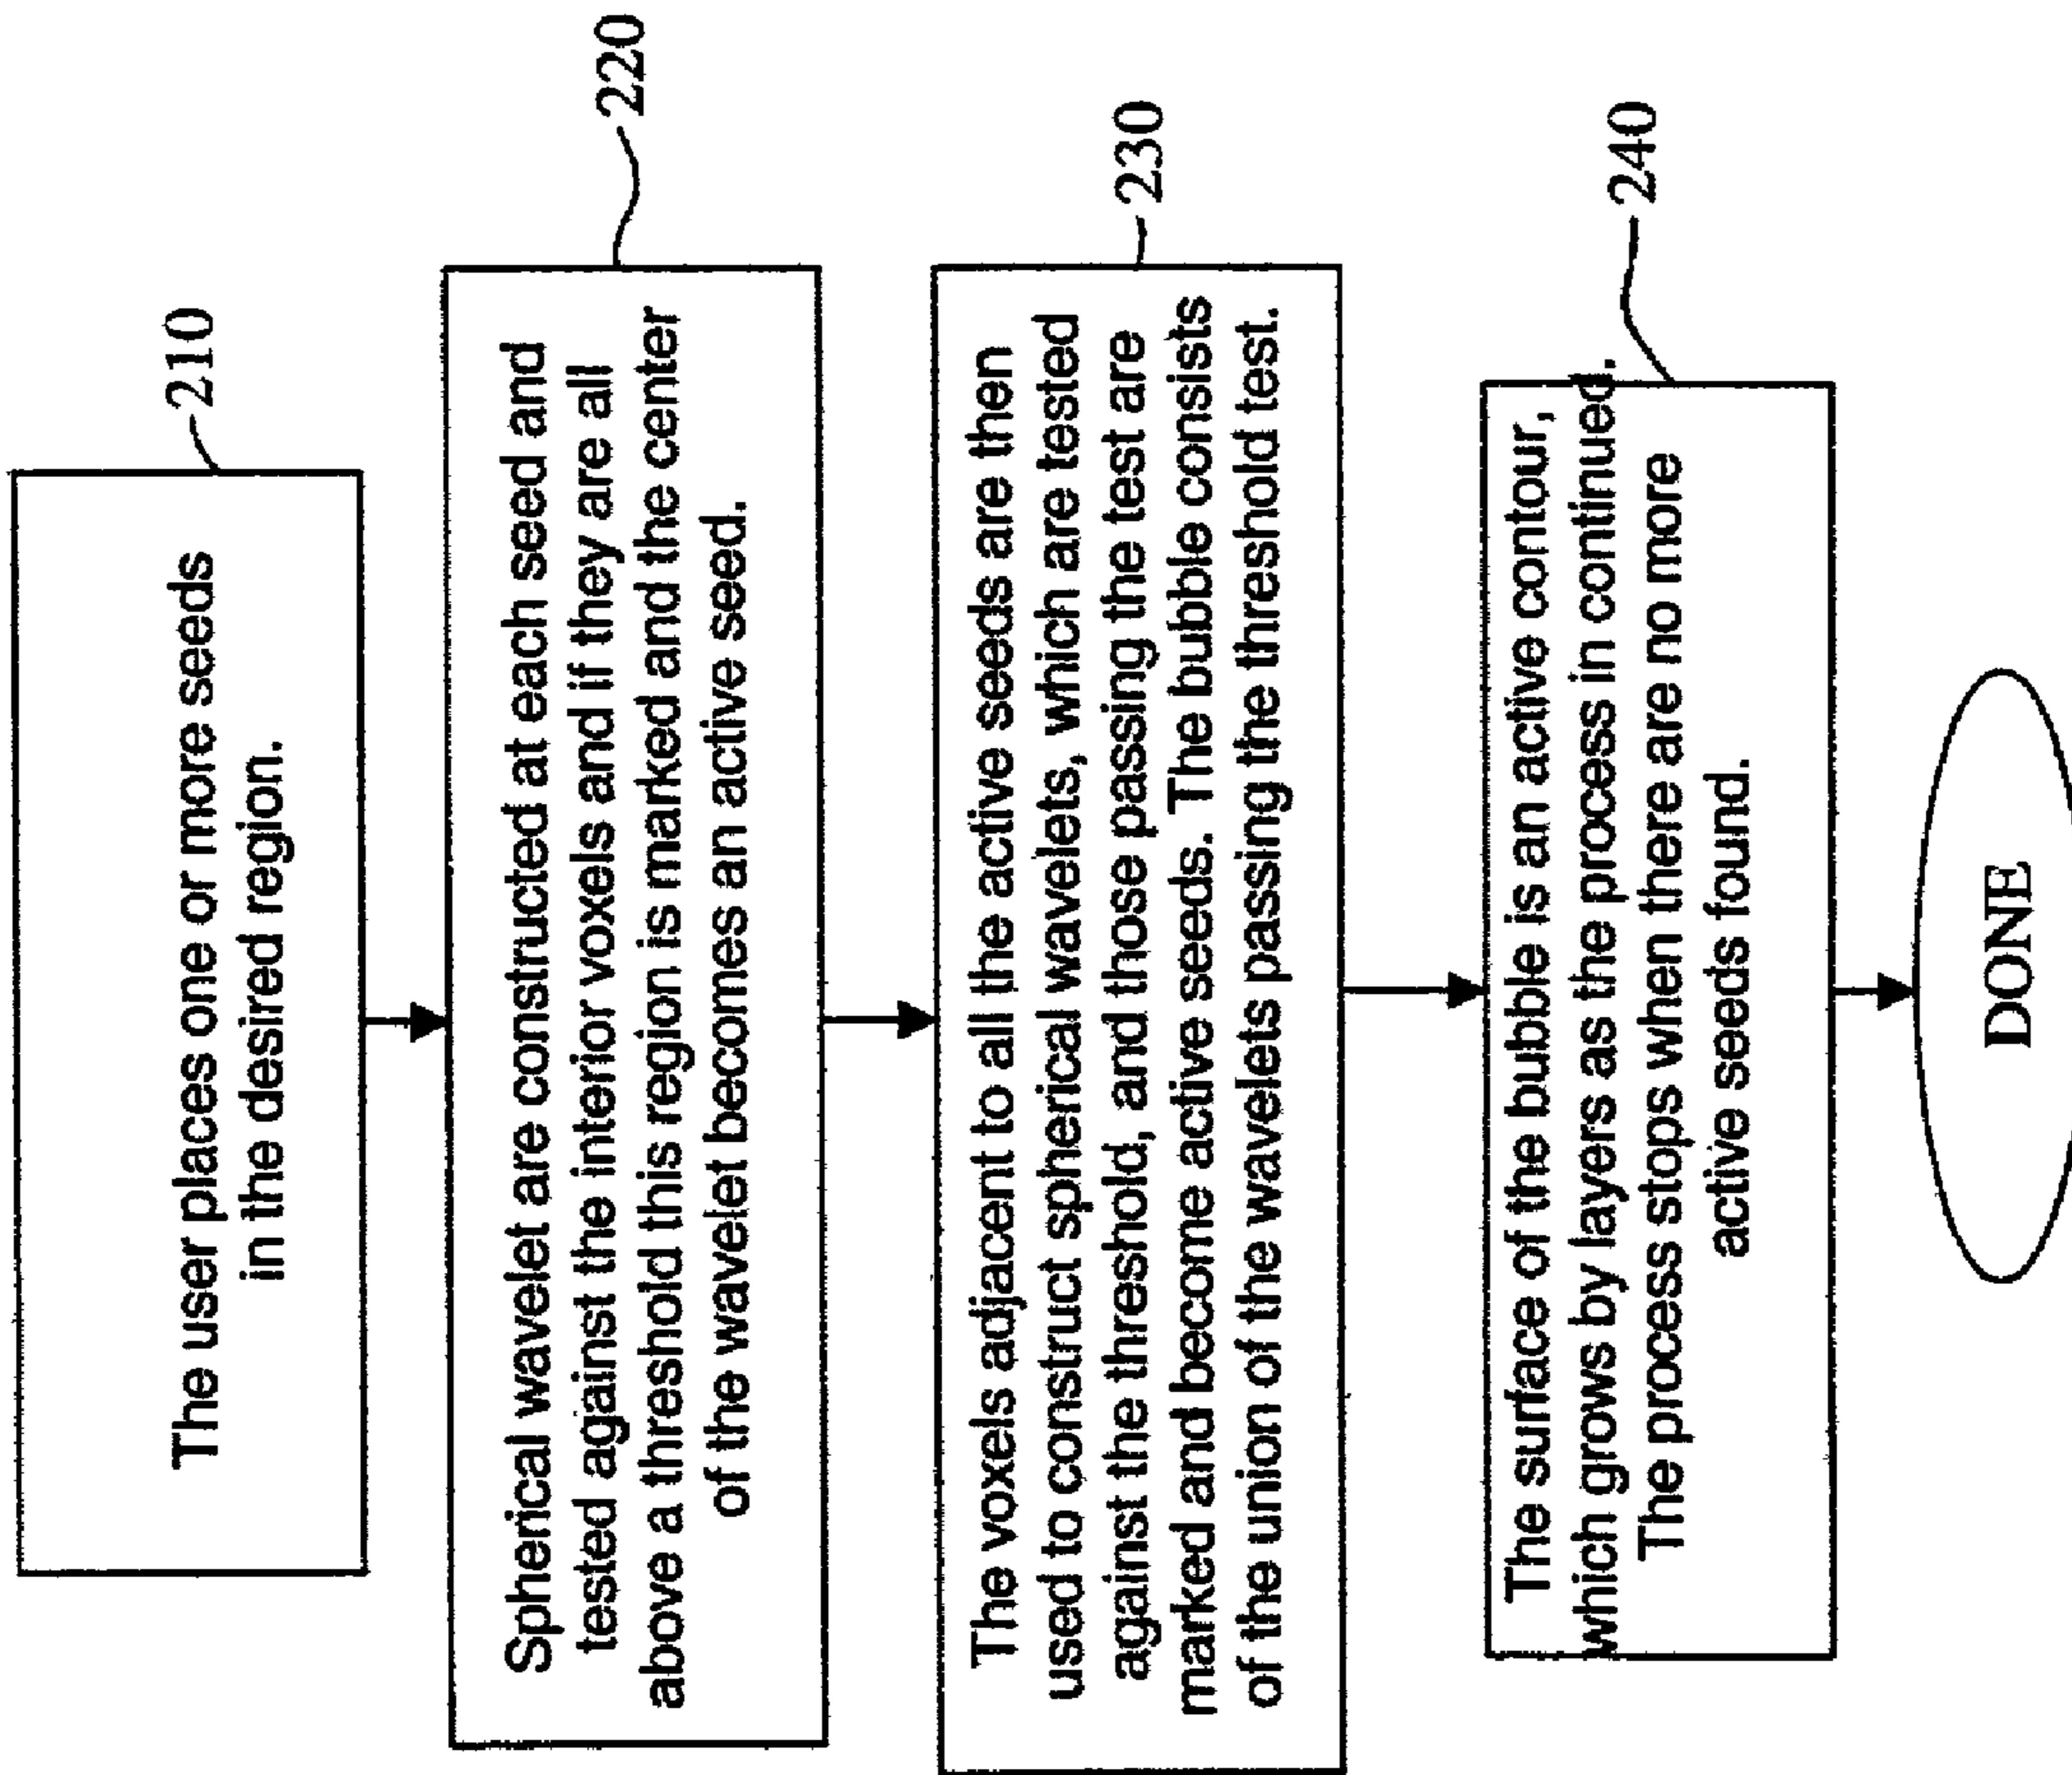 The user places one or more seeds
in the desired region.
210
Spherical wavelet are constructed at each seed and
tested against the interior voxels and if they are all
above a threshold this region is marked and the center
of the wavelet becomes an active seed.
220
The voxels adjacent to all the active seeds are then
used to construct spherical wavelets, which are tested
against the threshold, and those passing the test are
marked and become active seeds. The bubble consists
of the union of the wavelets passing the threshold test.
230
The surface of the bubble is an active contour,
which grows by layers as the process in continued.
The process stops when there are no more
active seeds found.
240
DONE